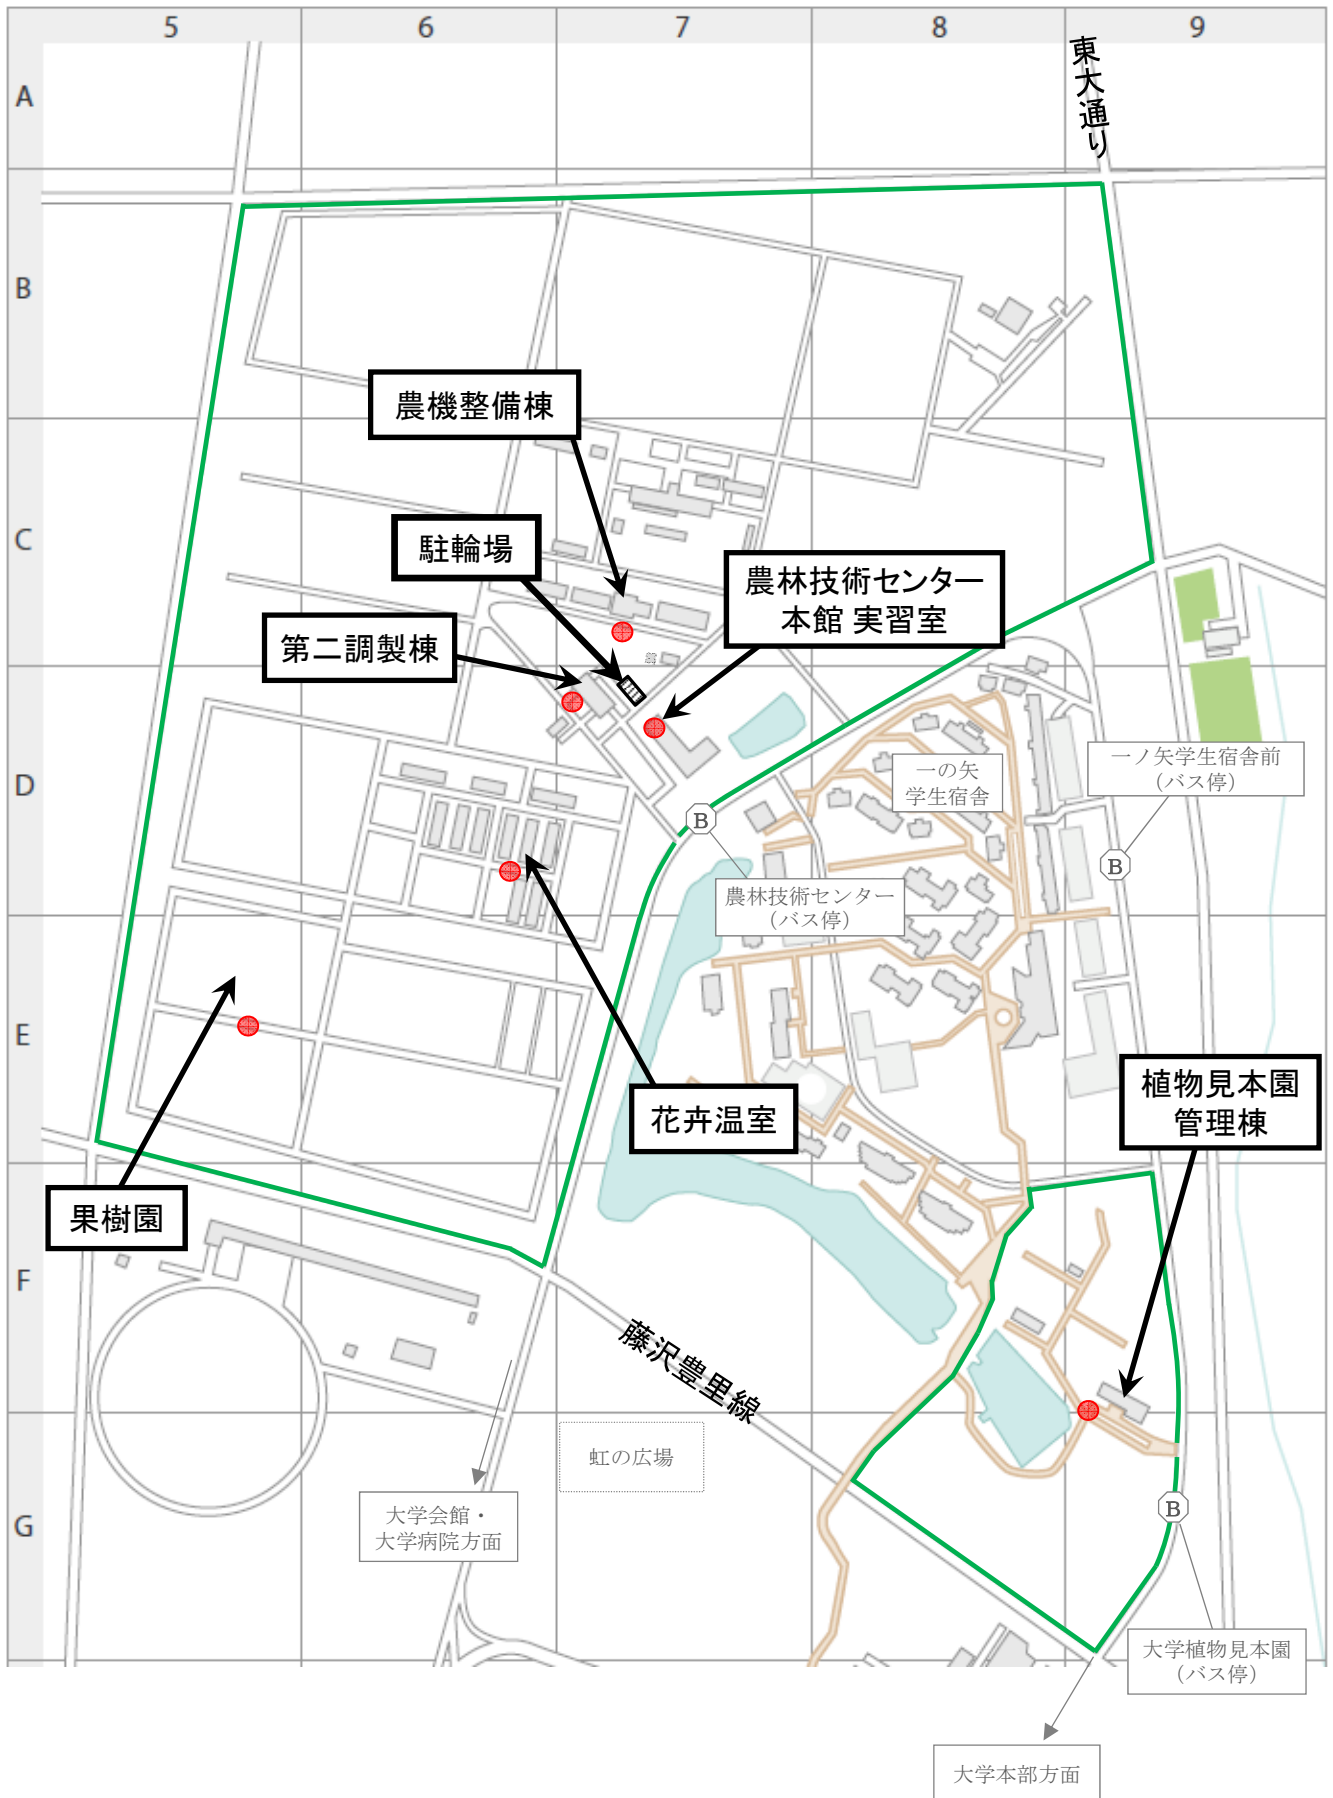 5
6
7
8
9
A
B
C
D
E
F
G
東大通り
農機整備棟
駐輪場
農林技術センター
本館 実習室
第二調製棟
一ノ矢学生宿舎前
（バス停）
一の矢
学生宿舎
B
B
農林技術センター
（バス停）
花卉温室
植物見本園
管理棟
果樹園
藤沢豊里線
虹の広場
大学会館・
大学病院方面
B
大学植物見本園
（バス停）
大学本部方面